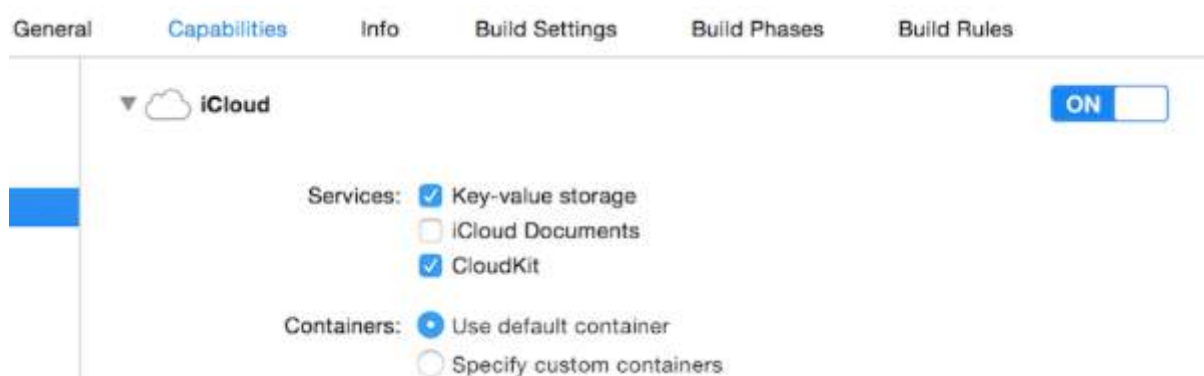 General Capabilities Info Build Settings Build Phases Build Rules
iCloud ON
Services: Key-value storage
iCloud Documents
CloudKit
Containers: Use default container
Specify custom containers